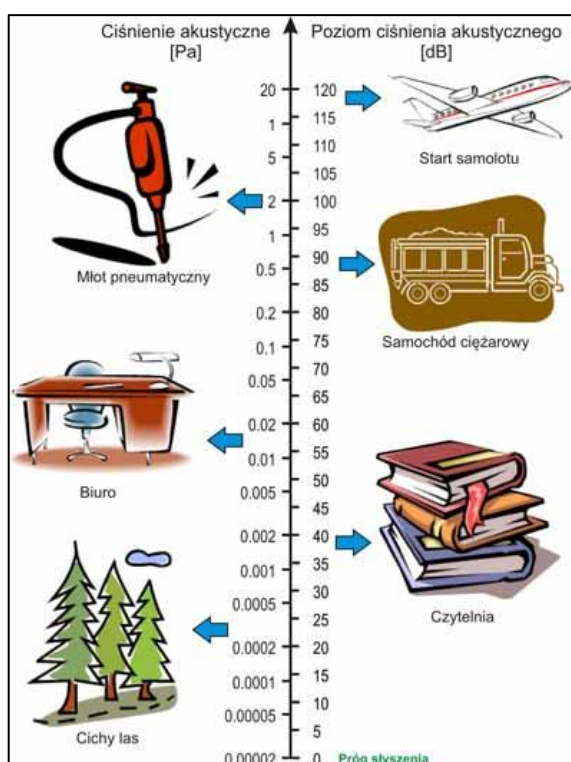 Ciśnienie akustyczne
[Pa]
Poziom ciśnienia akustycznego
[dB]
20 120
1 115
5 110
105
2 100
1 95
0.5 90
85
0.2 80
0.1 75
70
0.05 65
0.02 60
0.01 55
50
0.005 45
0.002 40
0.001 35
30
0.0005 25
0.0002 20
0.0001 15
10
0.00005 5
0.00002 0
Start samolotu
Młot pneumatyczny
Samochód ciężarowy
Biuro
Czytelnia
Cichy las
Próg słyszenia